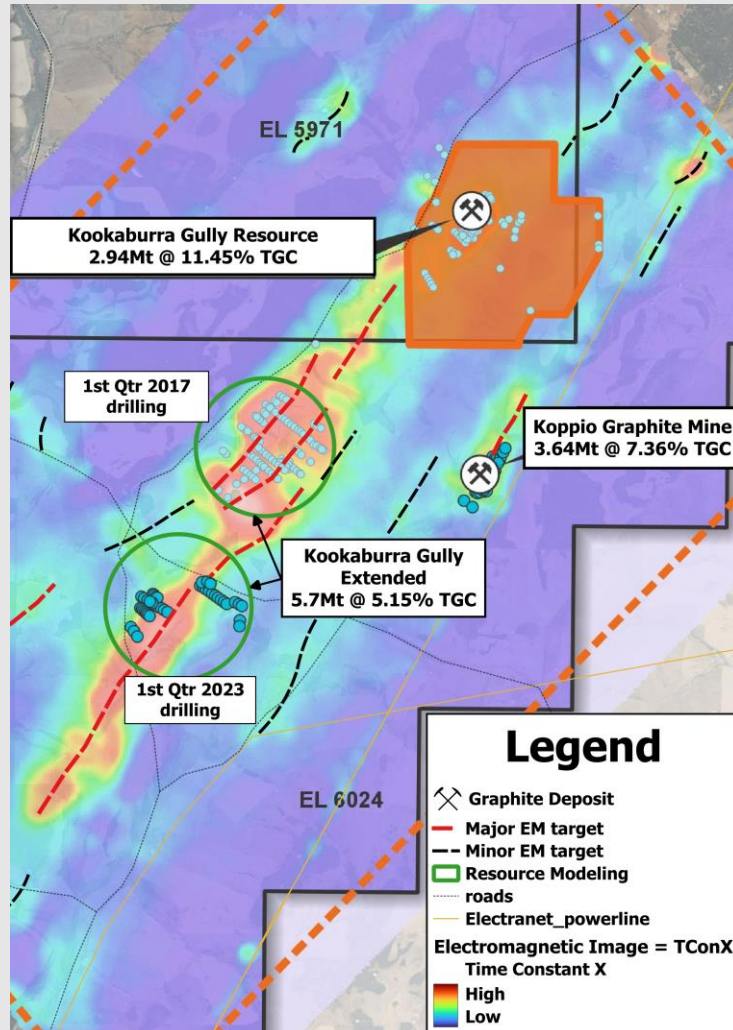 EL 5971
Kookaburra Gully Resource
2.94Mt @ 11.45% TGC
1st Qtr 2017
drilling
Koppio Graphite Mine
3.64Mt @ 7.36% TGC
Kookaburra Gully
Extended
5.7Mt @ 5.15% TGC
1st Qtr 2023
drilling
EL 6024
Legend
Graphite Deposit
Major EM target
Minor EM target
Resource Modeling
roads
Electranet_powerline
Electromagnetic Image = TConX
Time Constant X
High
Low